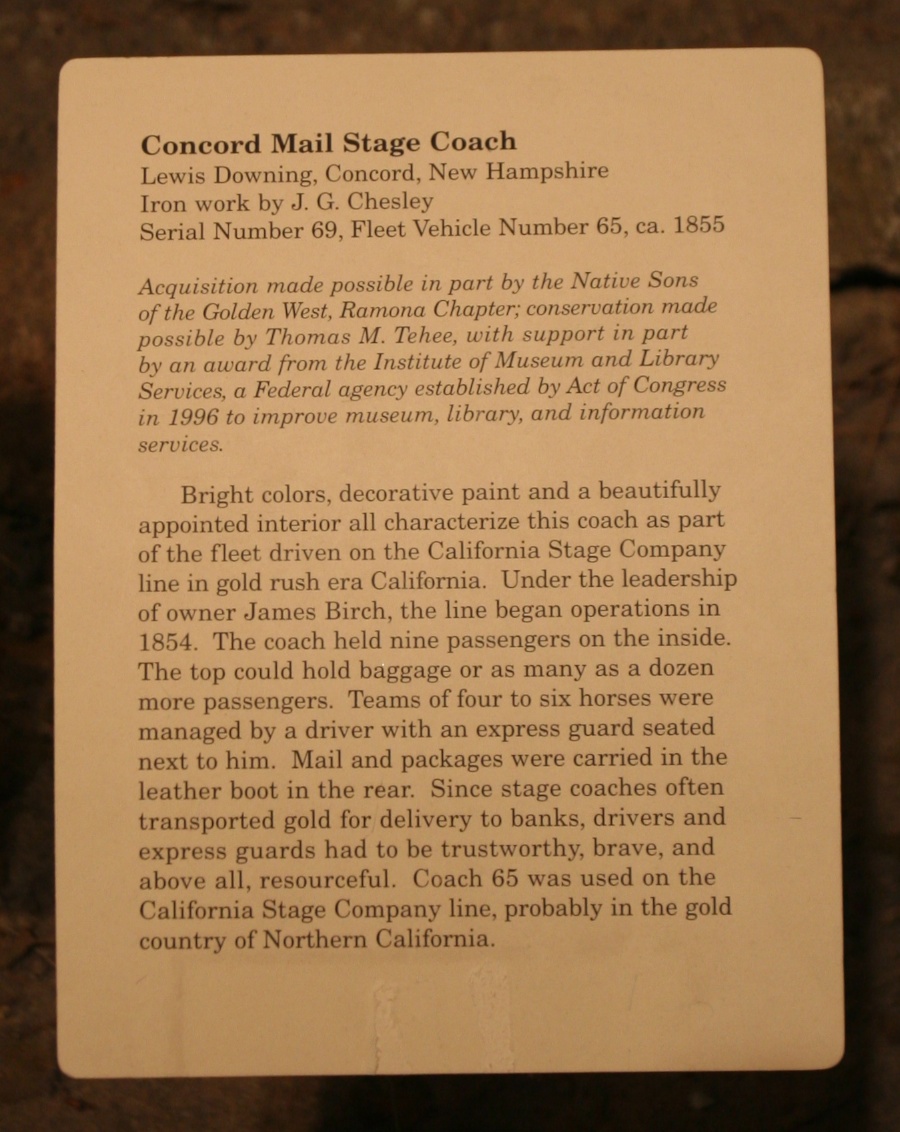 Concord Mail Stage Coach
Lewis Downing, Concord, New Hampshire
Iron work by J. G. Chesley
Serial Number 69, Fleet Vehicle Number 65, ca. 1855
Acquisition made possible in part by the Native Sons
of the Golden West, Ramona Chapter; conservation made
possible by Thomas M. Tehee, with support in part
by an award from the Institute of Museum and Library
Services, a Federal agency established by Act of Congress
in 1996 to improve museum, library, and information
services.
Bright colors, decorative paint and a beautifully
appointed interior all characterize this coach as part
of the fleet driven on the California Stage Company
line in gold rush era California. Under the leadership
of owner James Birch, the line began operations in
1854. The coach held nine passengers on the inside.
The top could hold baggage or as many as a dozen
more passengers. Teams of four to six horses were
managed by a driver with an express guard seated
next to him. Mail and packages were carried in the
leather boot in the rear. Since stage coaches often
transported gold for delivery to banks, drivers and
express guards had to be trustworthy, brave, and
above all, resourceful. Coach 65 was used on the
California Stage Company line, probably in the gold
country of Northern California.